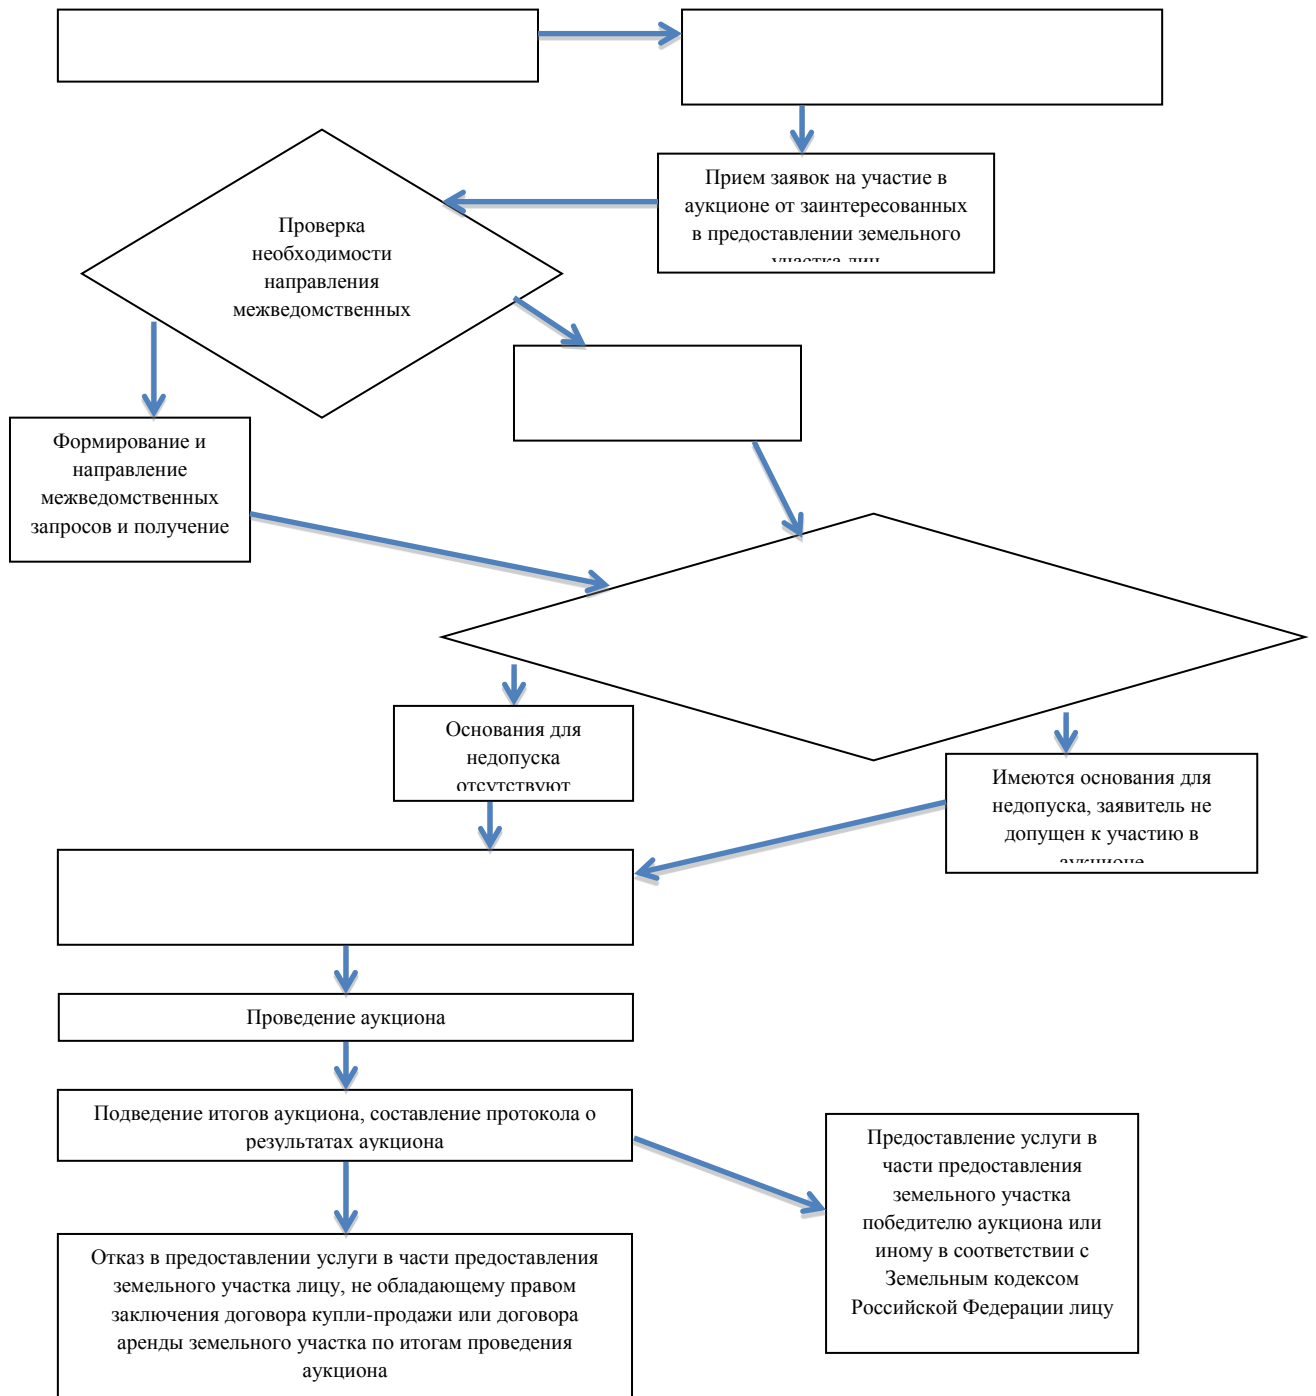 Прием заявок на участие в
аукционе от заинтересованных
в предоставлении земельного
участка лиц
Проверка
необходимости
направления
межведомственных
Формирование и
направление
межведомственных
запросов и получение
Основания для
недопуска
отсутствуют
Имеются основания для
недопуска, заявитель не
допущен к участию в
аукционе
Проведение аукциона
Подведение итогов аукциона, составление протокола о
результатах аукциона
Предоставление услуги в
части предоставления
земельного участка
победителю аукциона или
иному в соответствии с
Земельным кодексом
Российской Федерации лицу
Отказ в предоставлении услуги в части предоставления
земельного участка лицу, не обладающему правом
заключения договора купли-продажи или договора
аренды земельного участка по итогам проведения
аукциона